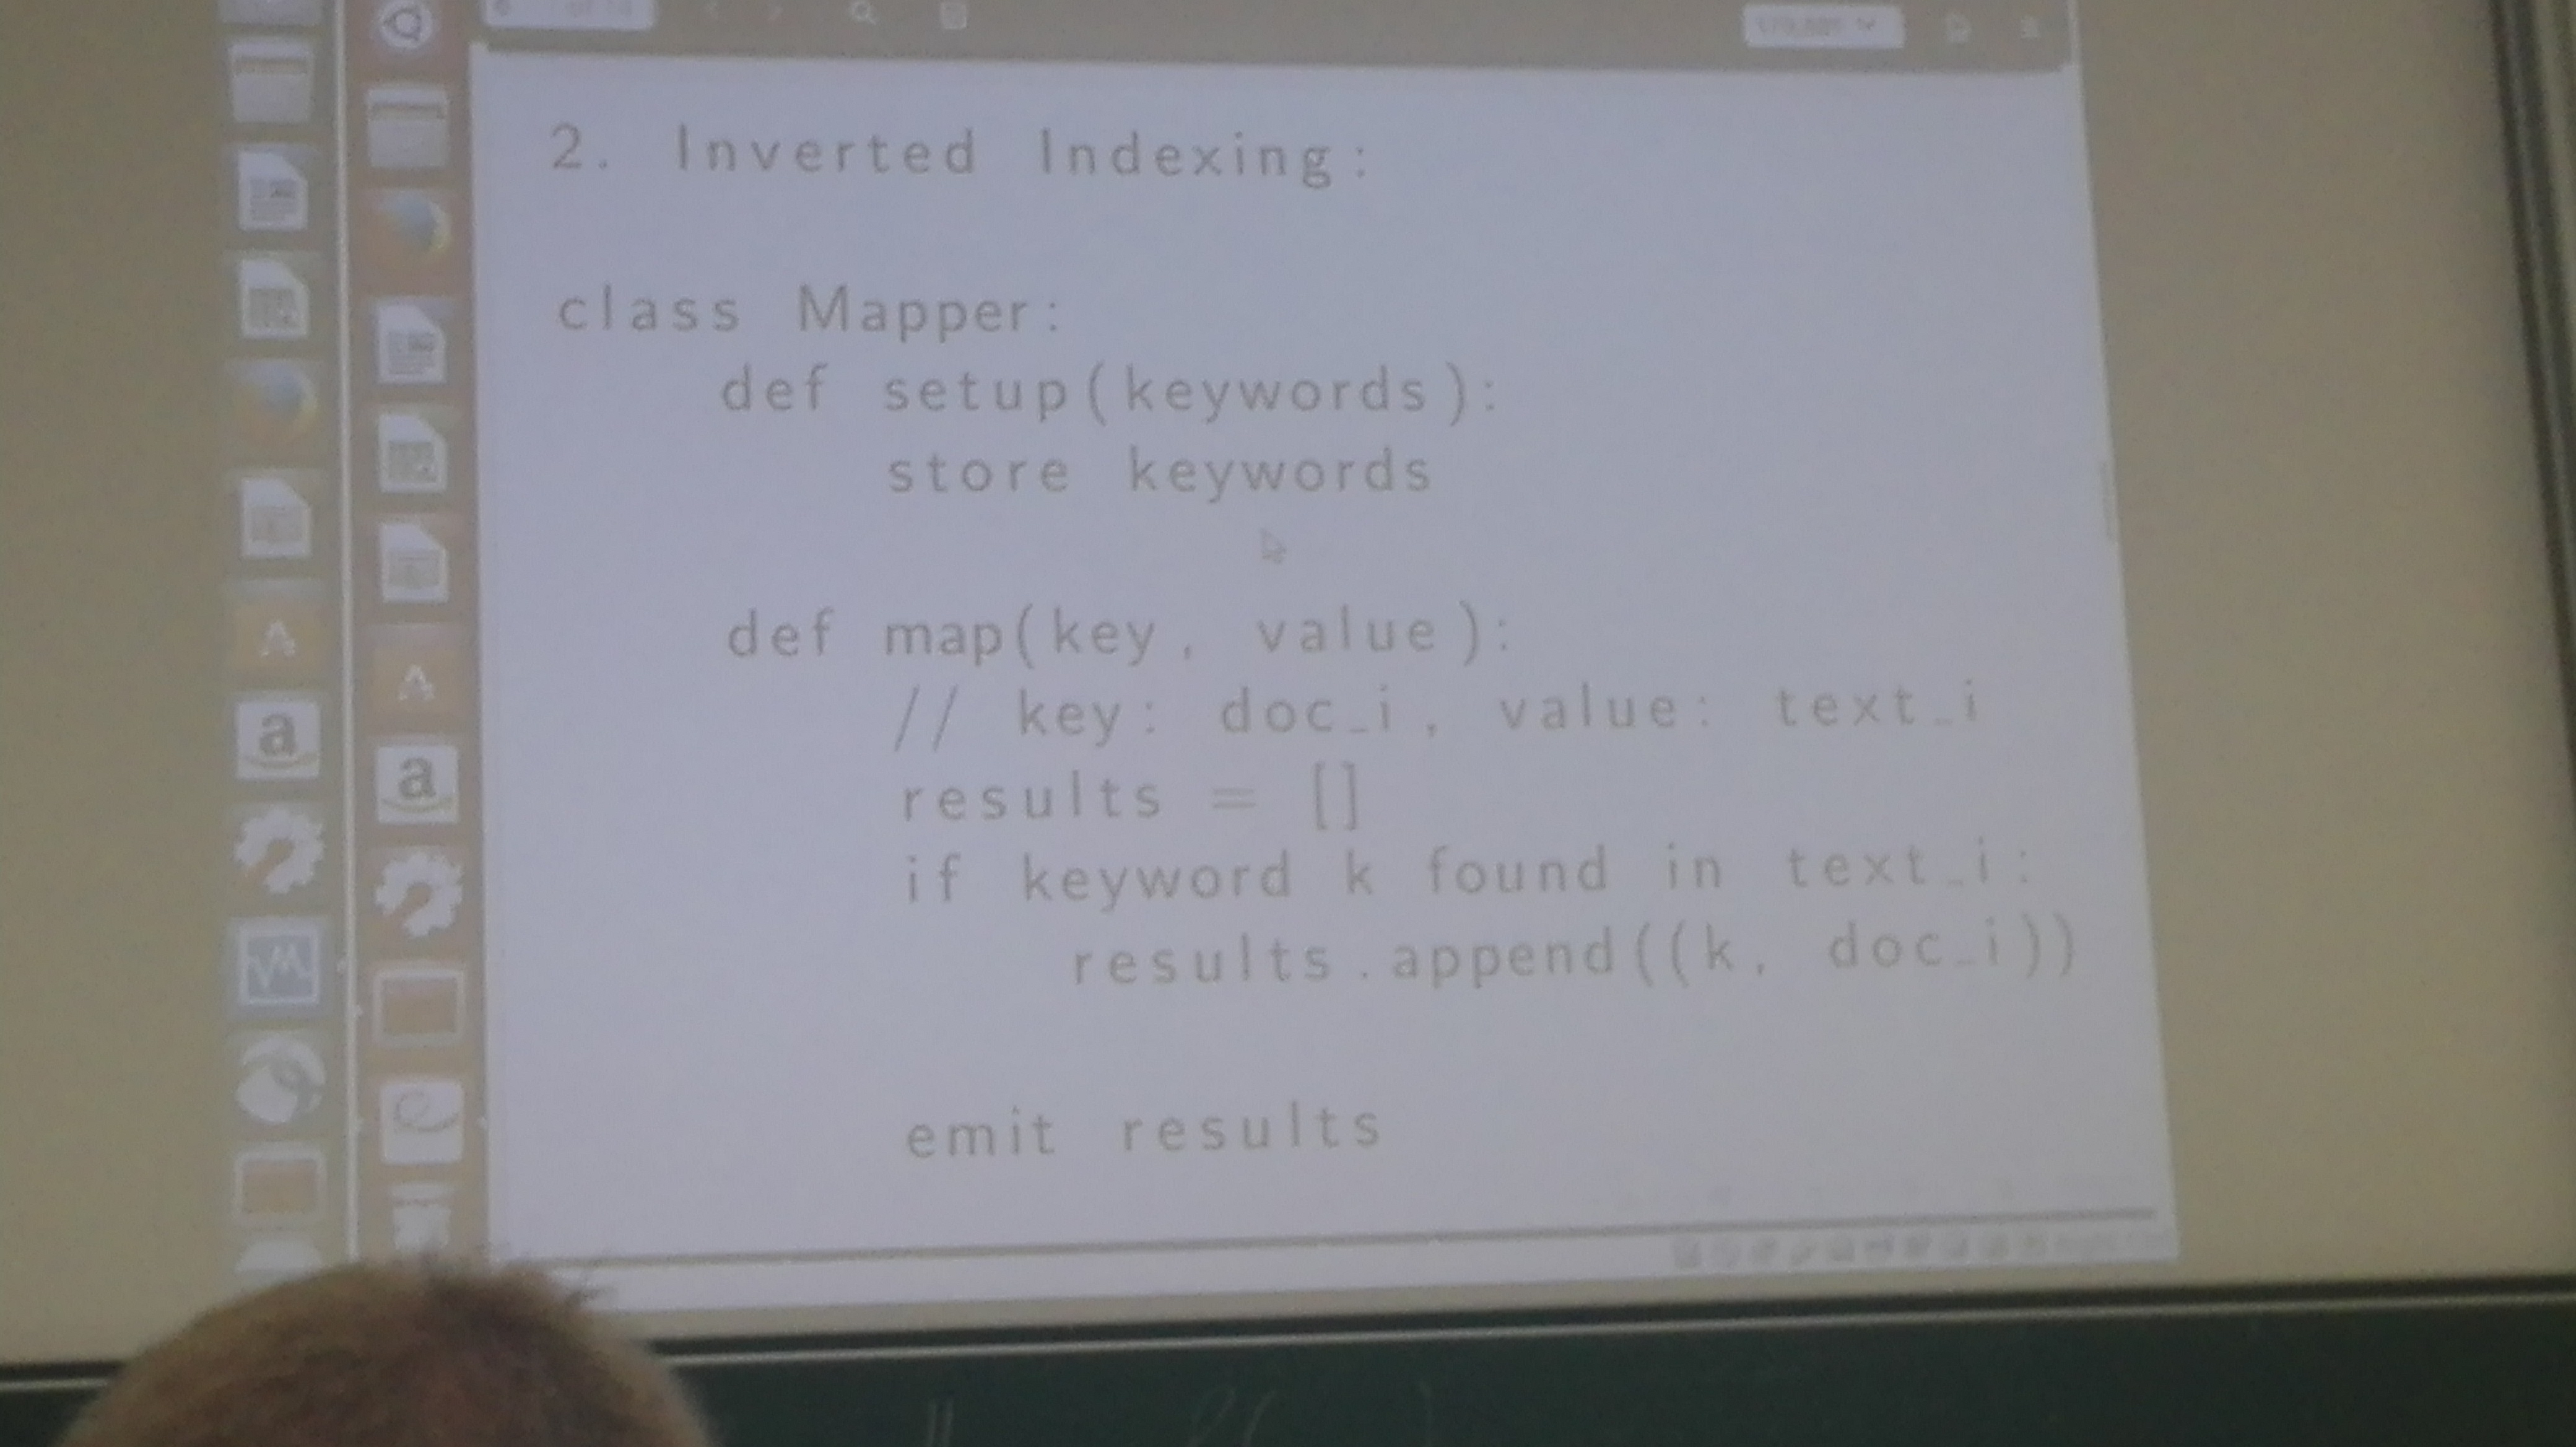 2. Inverted Indexing:
class Mapper:
def setup(keywords):
store keywords
def map(key, value):
// key: doc_i, value: text_i
results = []
if keyword k found in text_i:
results.append((k, doc_i))
emit results